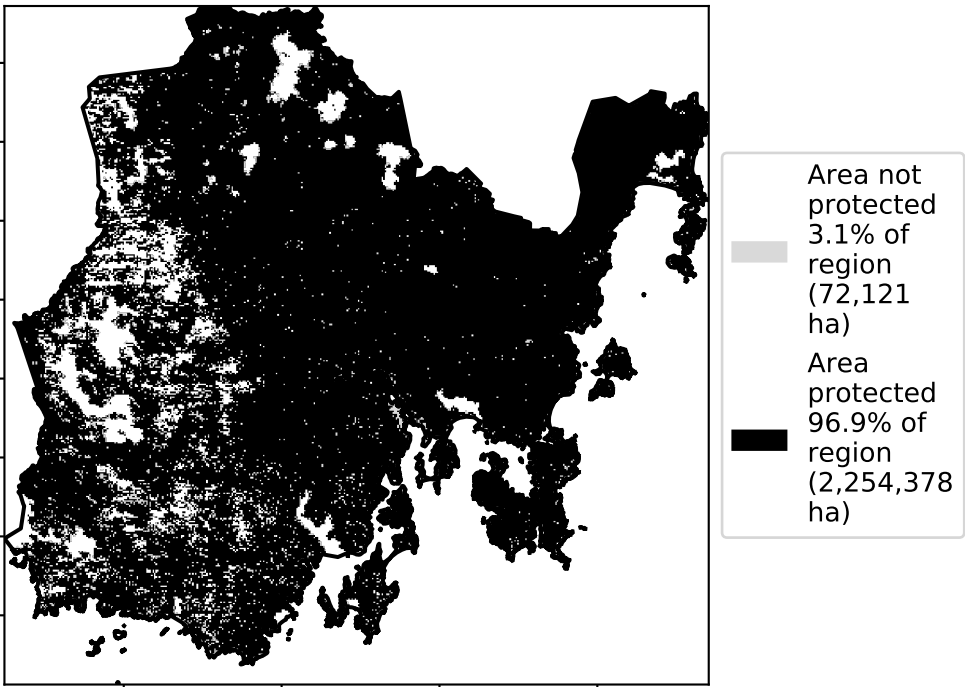 Area not
protected
3.1% of
region
(72,121
ha)
Area
protected
96.9% of
region
(2,254,378
ha)